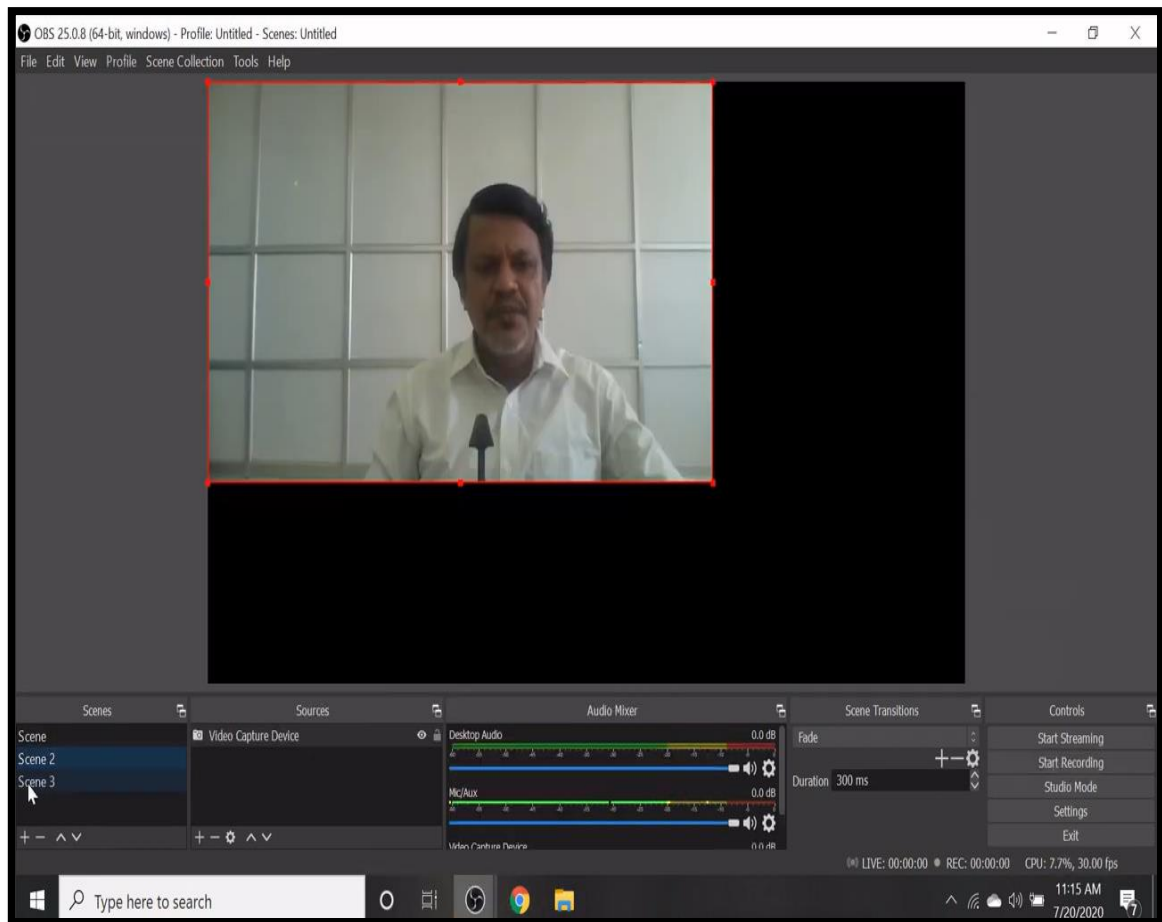 OBS 25.0.8 (64-bit, windows) - Profile: Untitled - Scenes: Untitled
File Edit View Profile Scene Collection Tools Help
Scenes
Scene
Scene 2
Scene 3
Sources
Video Capture Device
Audio Mixer
Desktop Audio 0.0 dB
Mic/Aux 0.0 dB
Video Capture Device 0.0 dB
Scene Transitions
Fade
Duration 300 ms
Controls
Start Streaming
Start Recording
Studio Mode
Settings
Exit
LIVE: 00:00:00 REC: 00:00:00 CPU: 7.7%, 30.00 fps
Type here to search
11:15 AM
7/20/2020
7